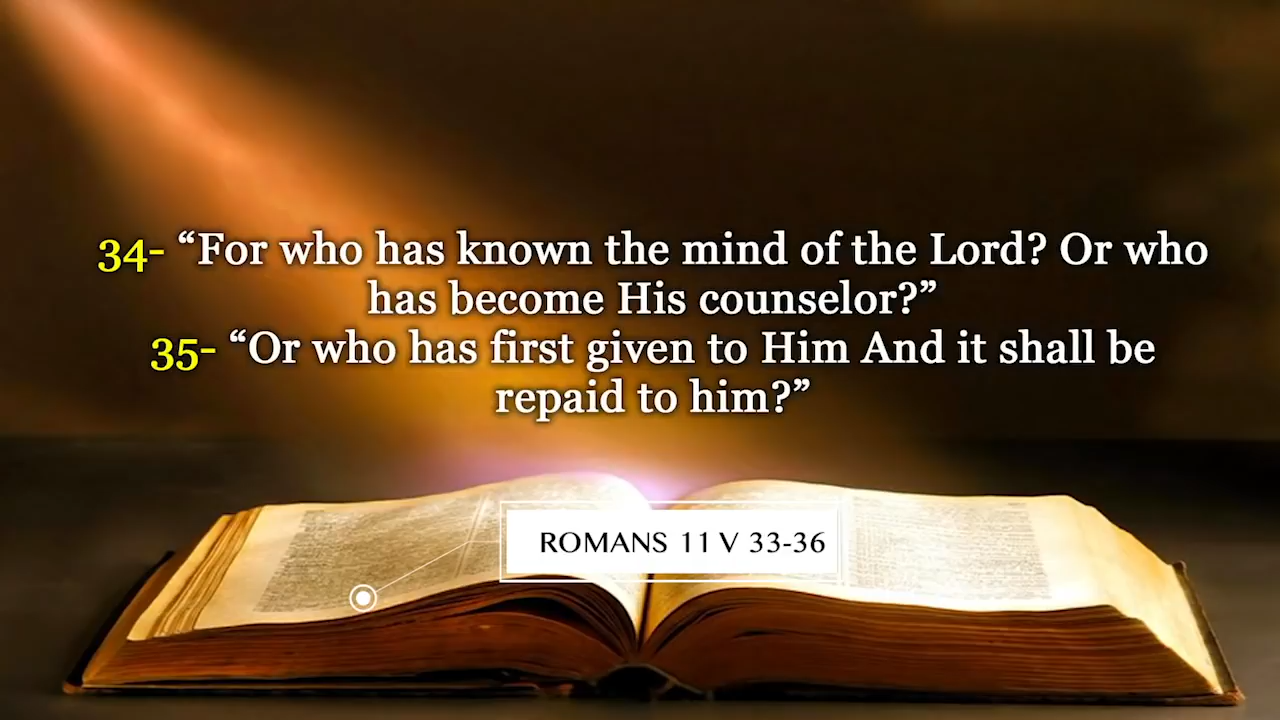 34- “For who has known the mind of the Lord? Or who
has become His counselor?”
35- “Or who has first given to Him And it shall be
repaid to him?”
ROMANS 11 V 33-36